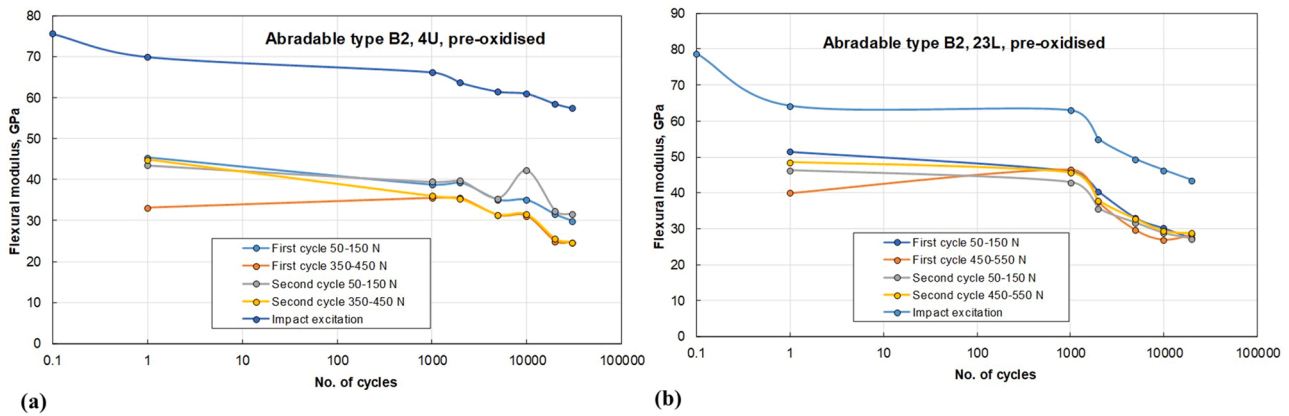 Abradable type B2, 4U, pre-oxidised
Flexural modulus, GPa
80
70
60
50
40
30
20
10
0
0.1 1 10 100 1000 10000 100000
No. of cycles
First cycle 50-150 N
First cycle 350-450 N
Second cycle 50-150 N
Second cycle 350-450 N
Impact excitation
(a)
Abradable type B2, 23L, pre-oxidised
Flexural modulus, GPa
90
80
70
60
50
40
30
20
10
0
0.1 1 10 100 1000 10000 100000
No. of cycles
First cycle 50-150 N
First cycle 450-550 N
Second cycle 50-150 N
Second cycle 450-550 N
Impact excitation
(b)